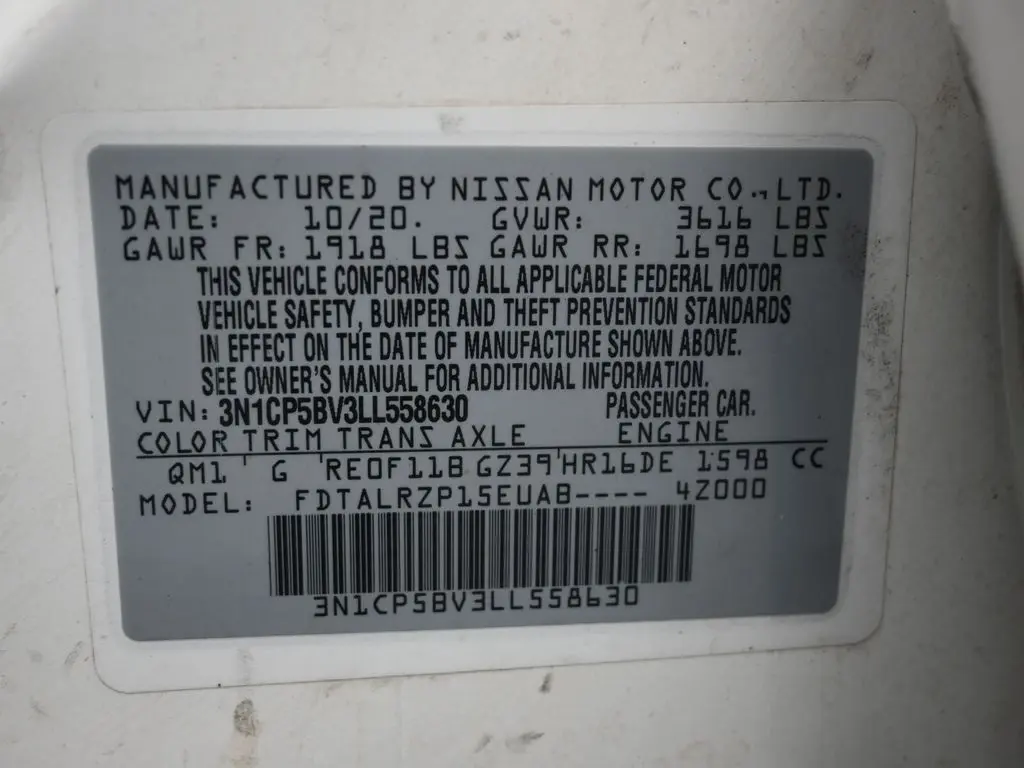 MANUFACTURED BY NISSAN MOTOR CO., LTD.
DATE: 10/20. GVWR: 3616 LBS
GAWR FR: 1918 LBS GAWR RR: 1698 LBS
THIS VEHICLE CONFORMS TO ALL APPLICABLE FEDERAL MOTOR
VEHICLE SAFETY, BUMPER AND THEFT PREVENTION STANDARDS
IN EFFECT ON THE DATE OF MANUFACTURE SHOWN ABOVE.
SEE OWNER'S MANUAL FOR ADDITIONAL INFORMATION.
VIN: 3N1CP5BV3LL558630 PASSENGER CAR.
COLOR TRIM TRANS AXLE ENGINE
QM1 G RE0F11B GZ39 HR16DE 1598 CC
MODEL: FDTALRZP15EUAB---- 4Z000
3N1CP5BV3LL558630